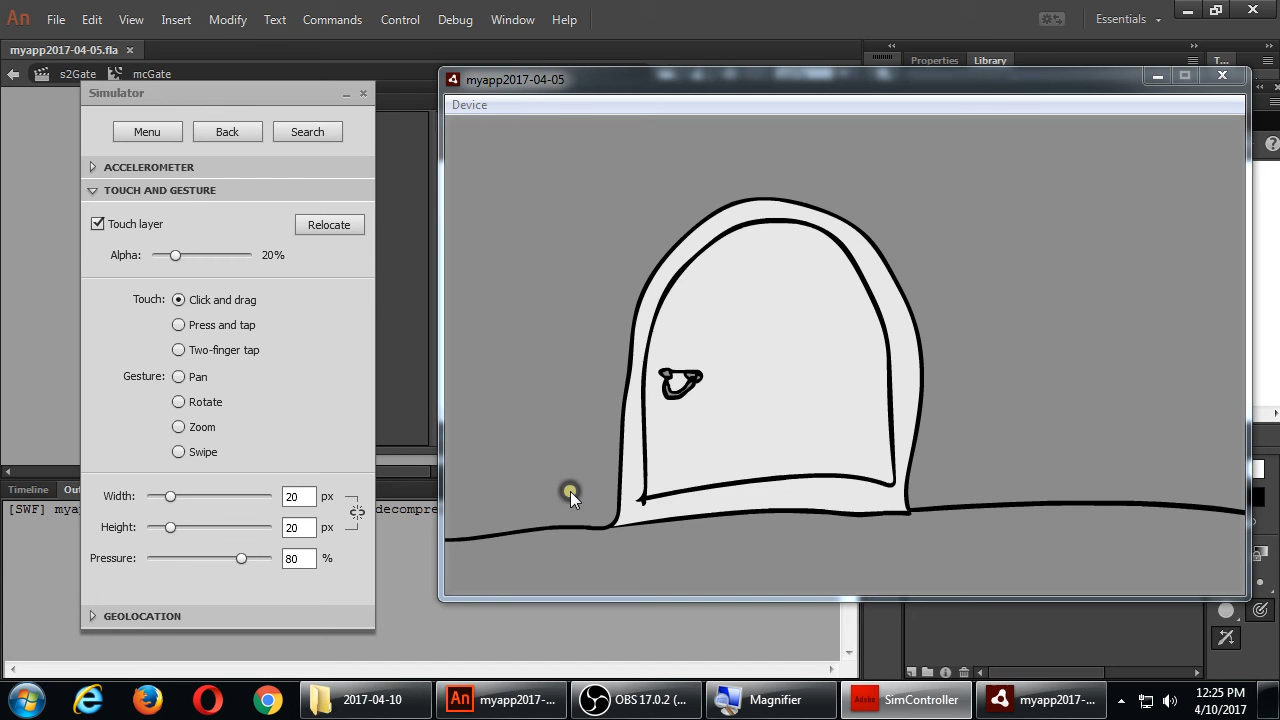 An File Edit View Insert Modify Text Commands Control Debug Window Help Essentials
myapp2017-04-05.fla
s2Gate mcGate
Properties Library T...
Simulator
Menu Back Search
ACCELEROMETER
TOUCH AND GESTURE
Touch layer Relocate
Alpha: 20%
Touch: Click and drag
Press and tap
Two-finger tap
Gesture: Pan
Rotate
Zoom
Swipe
Width: 20 px
Height: 20 px
Pressure: 80 %
GEOLOCATION
myapp2017-04-05
Device
Timeline Out
[SWF] mya
decompre
2017-04-10
An myapp2017-...
OBS 17.0.2 (...
Magnifier
Adobe SimController
myapp2017-...
12:25 PM
4/10/2017